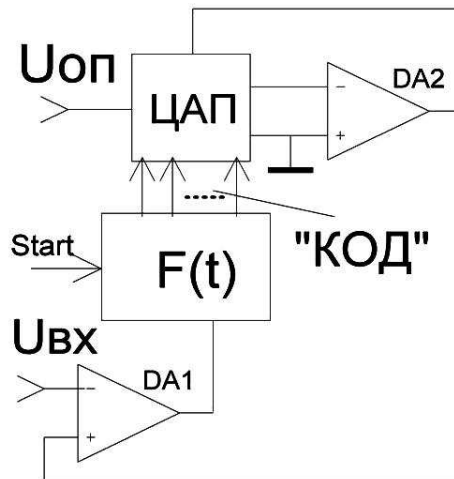 Uоп
ЦАП
DA2
−
+
Start
F(t)
"КОД"
Uвх
DA1
−
+